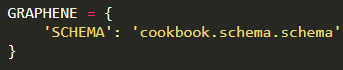 GRAPHENE = {
    'SCHEMA': 'cookbook.schema.schema'
}